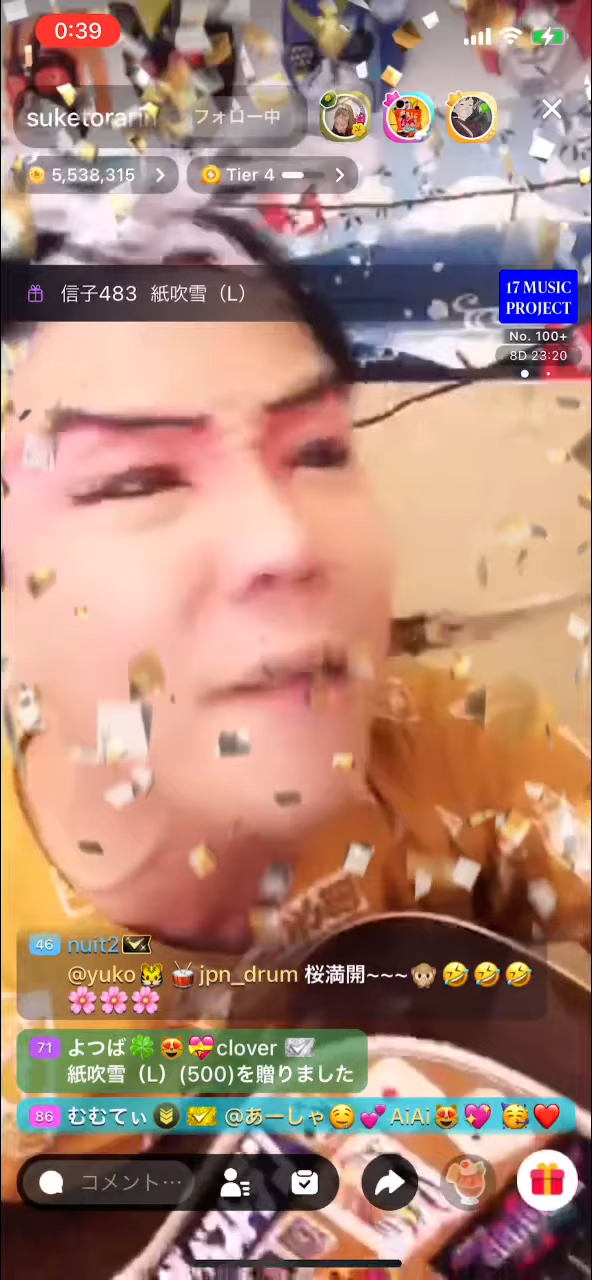 0:39
フォロー中
5,538,315
Tier 4
信子483 紙吹雪（L）
17 MUSIC
PROJECT
No. 100+
8D 23:20
46 nuit2
@yuko🐯 🥁jpn_drum 桜満開~~~🙊🤣🤣🤣
🌸🌸🌸
71 よつば🍀😍💝clover
紙吹雪（L）(500)を贈りました
86 むむてぃ @あーしゃ🤤💕AiAi😻💖 🥳❤️
コメント…